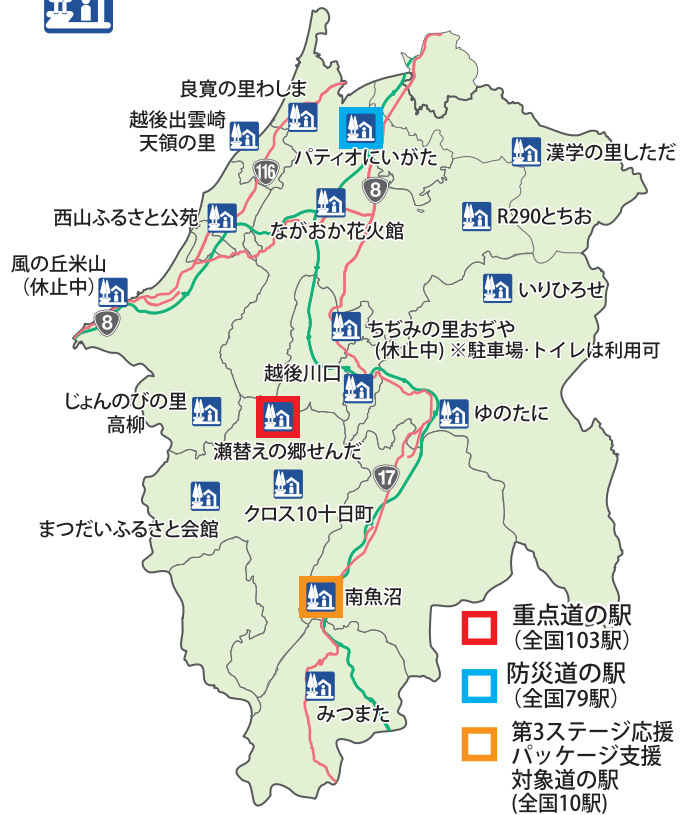 良寛の里わしま
越後出雲崎
天領の里
パティオにいがた
漢学の里しただ
116
8
西山ふるさと公苑
ながおか花火館
R290とちお
風の丘米山
（休止中）
8
いりひろせ
ちぢみの里おぢや
(休止中) ※駐車場・トイレは利用可
越後川口
じょんのびの里
高柳
ゆのたに
瀬替えの郷せんだ
17
クロス10十日町
まつだいふるさと会館
南魚沼
みつまた
重点道の駅
（全国103駅）
防災道の駅
（全国79駅）
第3ステージ応援
パッケージ支援
対象道の駅
(全国10駅)